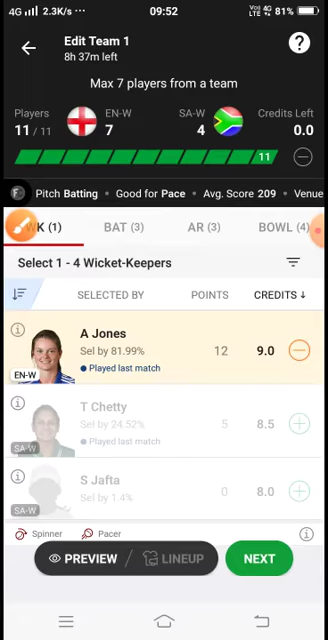 4G 2.3K/s ··· 09:52 Vo) LTE 4G 81%
Edit Team 1
8h 37m left
?
Max 7 players from a team
Players EN-W SA-W Credits Left
11 / 11 7 4 0.0
11
F Pitch Batting • Good for Pace • Avg. Score 209 • Venue
WK (1) BAT (3) AR (3) BOWL (4)
Select 1 - 4 Wicket-Keepers
SELECTED BY POINTS CREDITS ↓
A Jones
Sel by 81.99% 12 9.0
Played last match
EN-W
T Chetty
Sel by 24.52% 5 8.5
Played last match
SA-W
S Jafta
Sel by 1.4% 0 8.0
SA-W
Spinner Pacer
PREVIEW / LINEUP NEXT